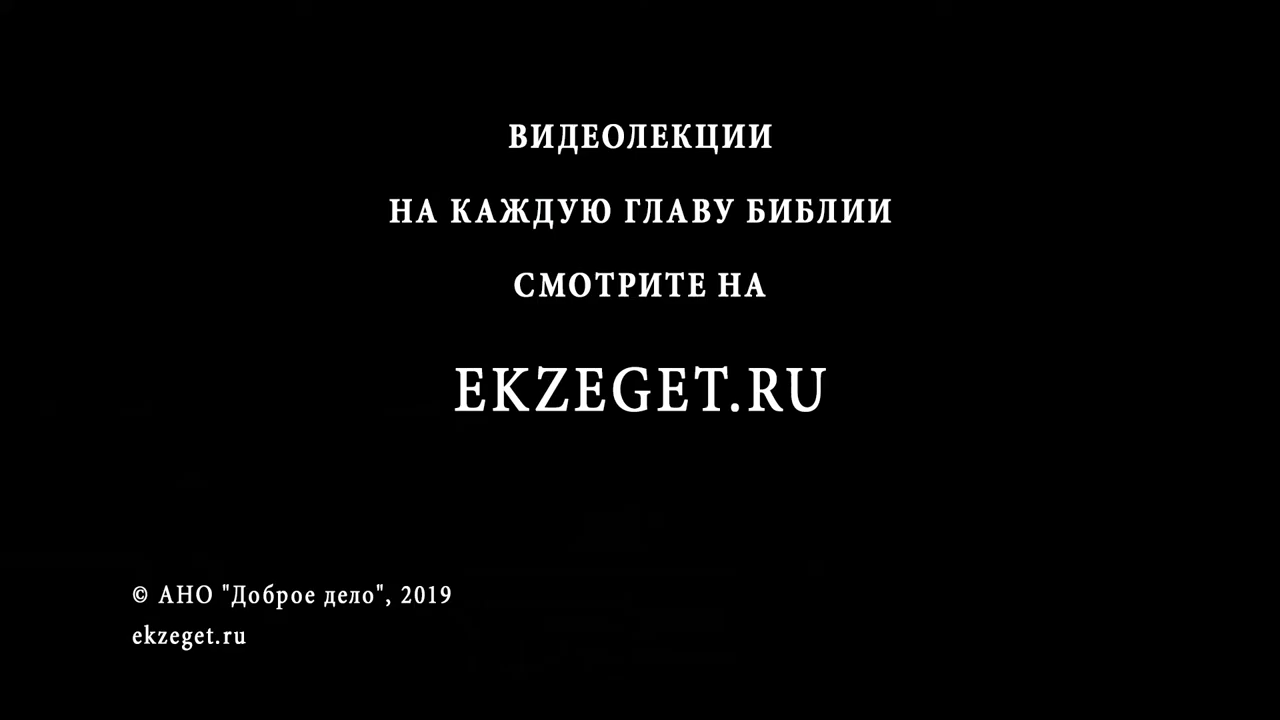 ВИДЕОЛЕКЦИИ
НА КАЖДУЮ ГЛАВУ БИБЛИИ
СМОТРИТЕ НА
EKZEGET.RU
© АНО "Доброе дело", 2019
ekzeget.ru